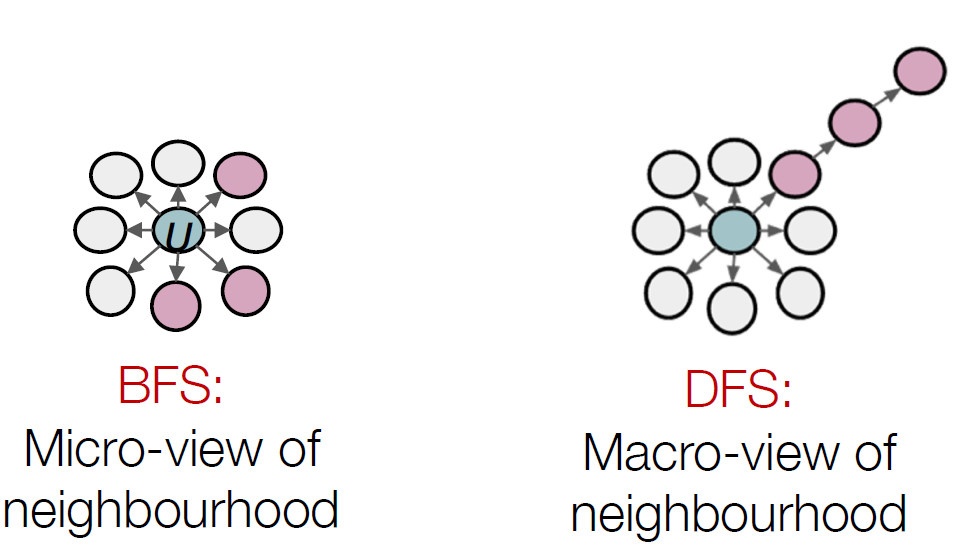 U
BFS:
Micro-view of
neighbourhood
DFS:
Macro-view of
neighbourhood